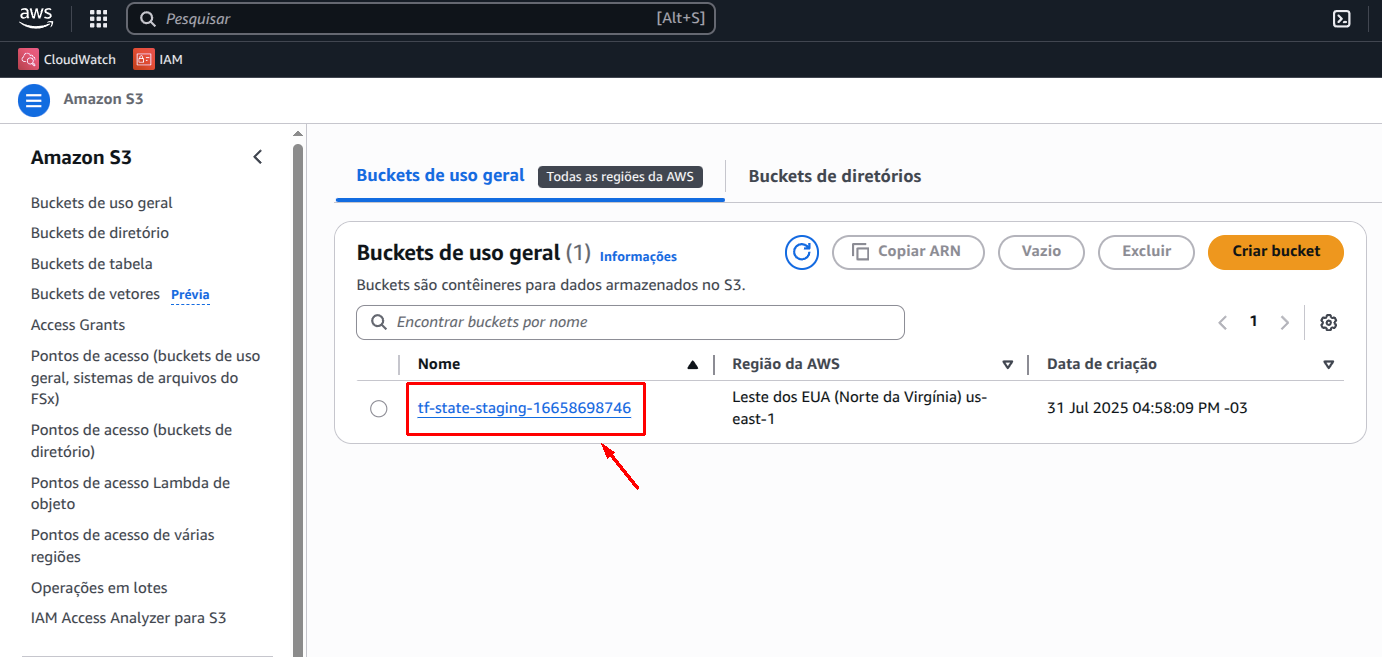 aws
Pesquisar
[Alt+S]
CloudWatch
IAM
Amazon S3
Amazon S3
Buckets de uso geral
Buckets de diretório
Buckets de tabela
Buckets de vetores Prévia
Access Grants
Pontos de acesso (buckets de uso
geral, sistemas de arquivos do
FSx)
Pontos de acesso (buckets de
diretório)
Pontos de acesso Lambda de
objeto
Pontos de acesso de várias
regiões
Operações em lotes
IAM Access Analyzer para S3
Buckets de uso geral
Todas as regiões da AWS
Buckets de diretórios
Buckets de uso geral (1) Informações
Copiar ARN
Vazio
Excluir
Criar bucket
Buckets são contêineres para dados armazenados no S3.
Encontrar buckets por nome
1
Nome
Região da AWS
Data de criação
tf-state-staging-16658698746
Leste dos EUA (Norte da Virgínia) us-
east-1
31 Jul 2025 04:58:09 PM -03